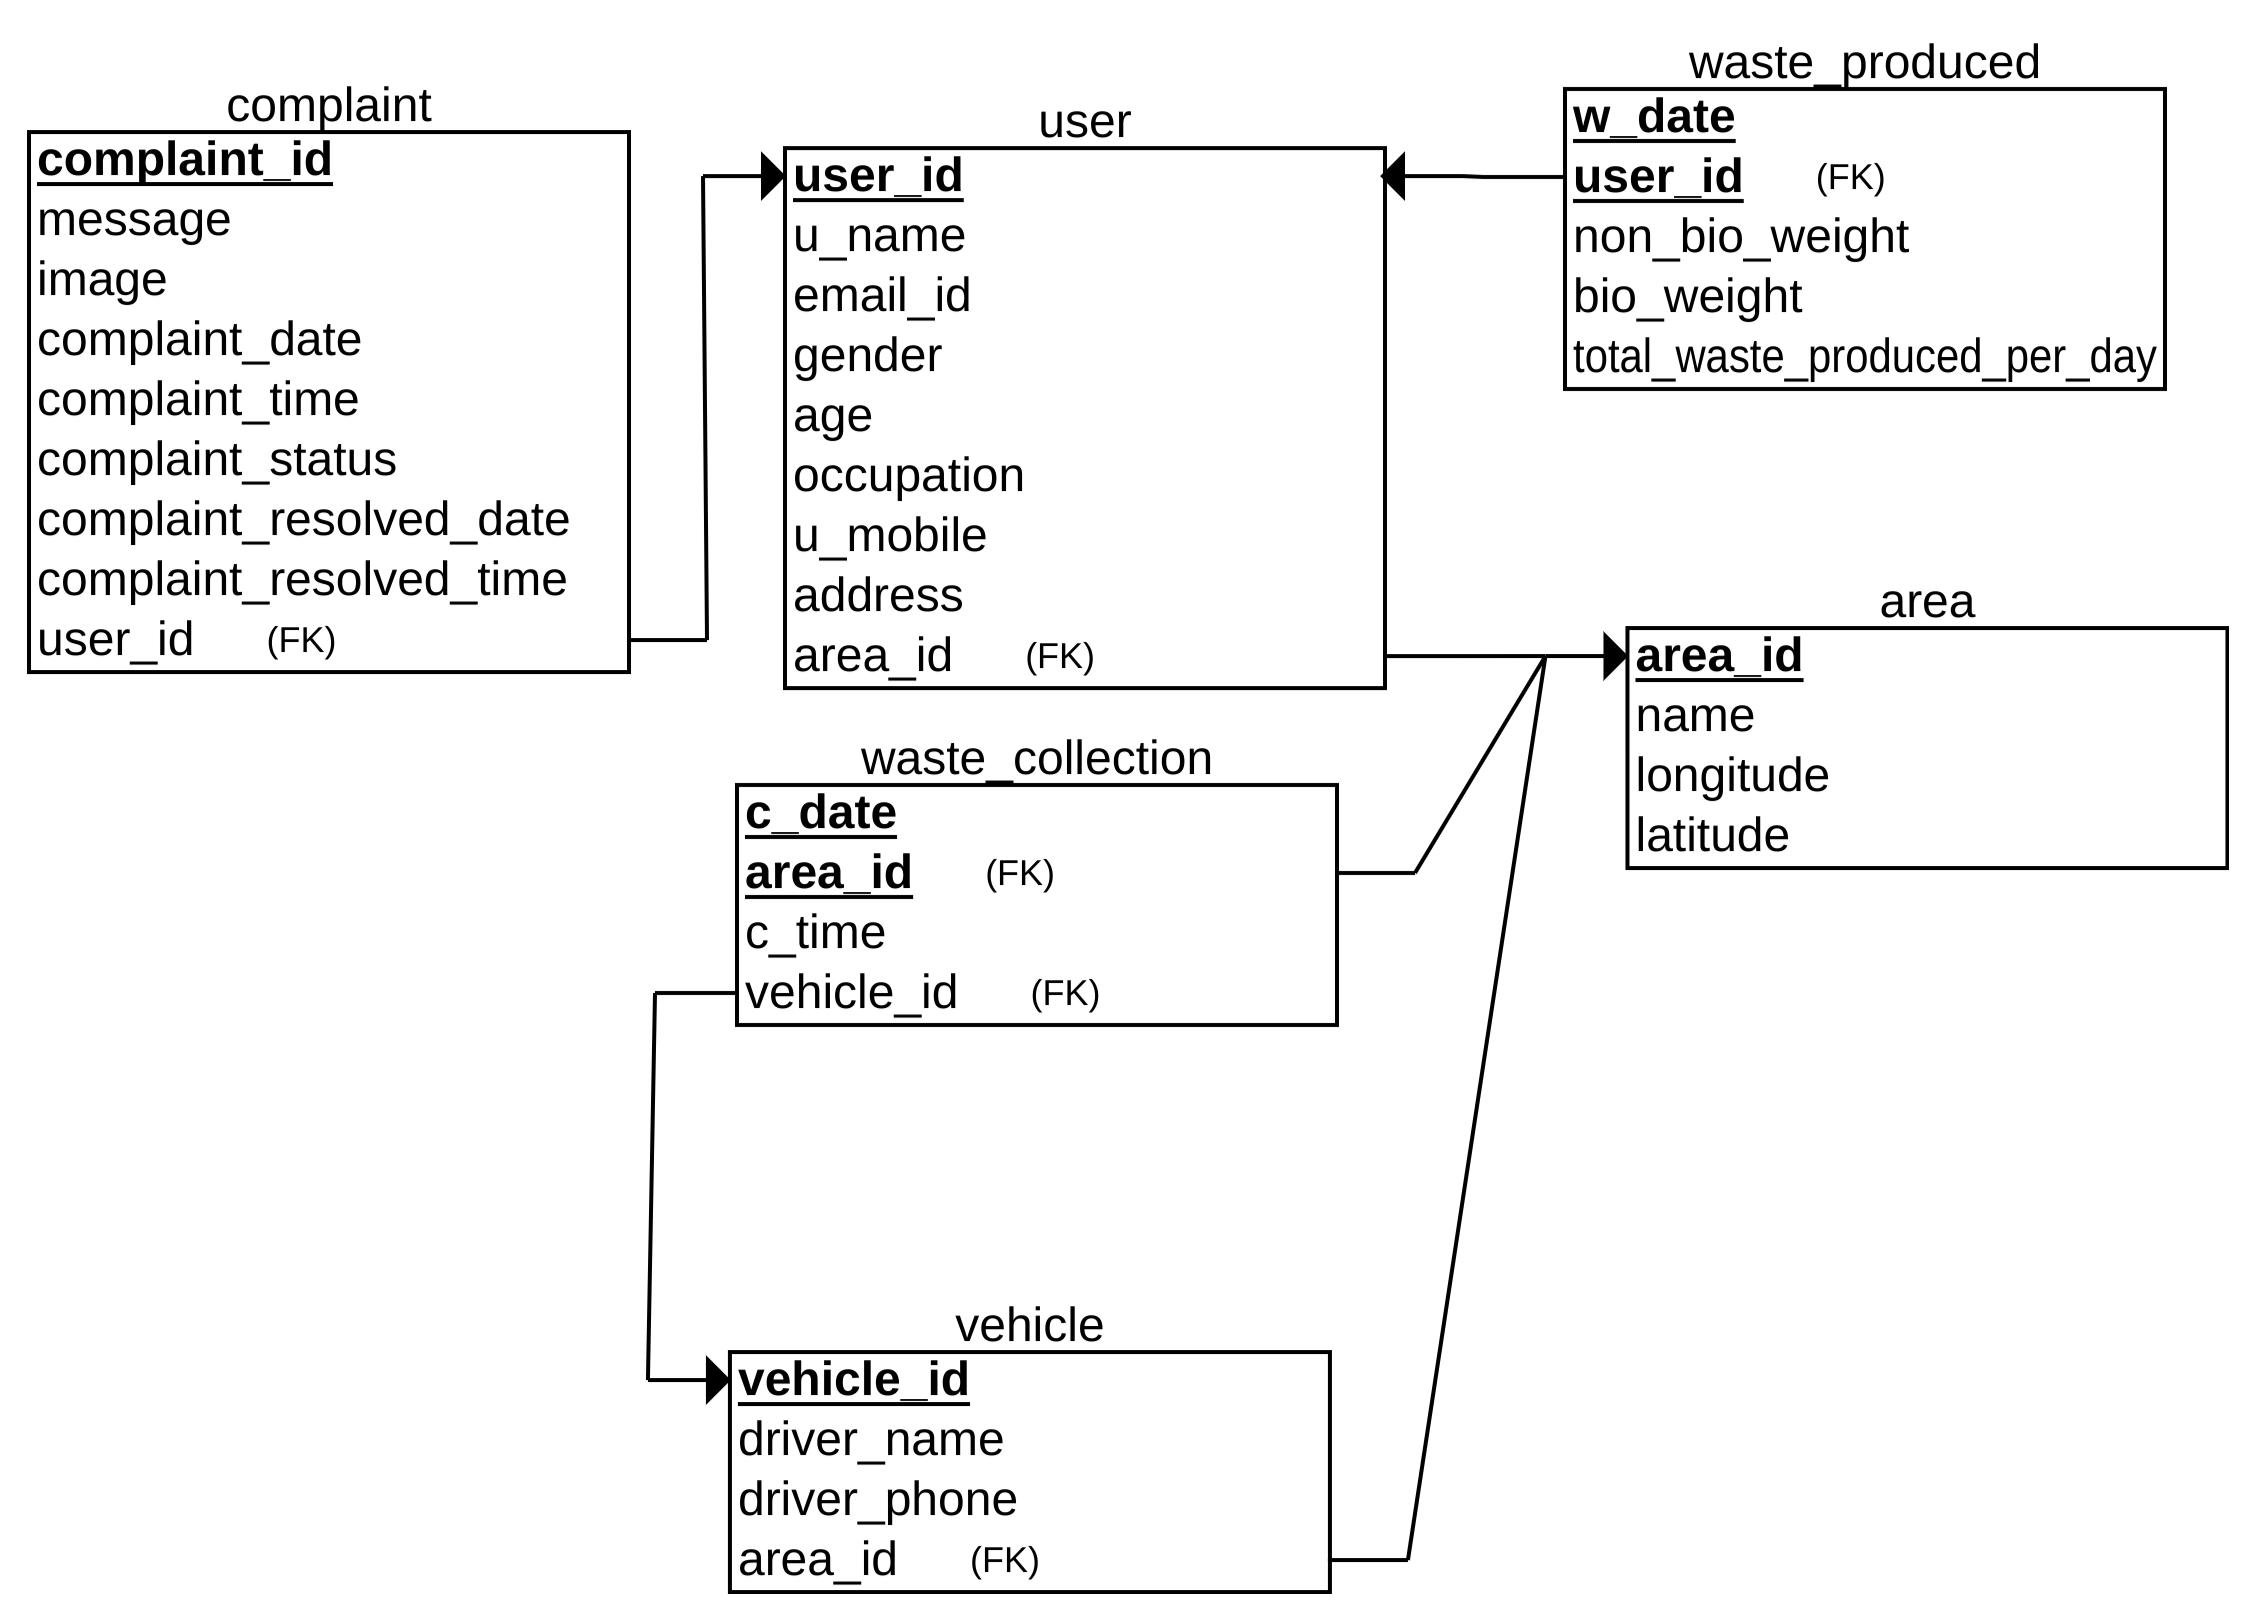 complaint
complaint_id
message
image
complaint_date
complaint_time
complaint_status
complaint_resolved_date
complaint_resolved_time
user_id (FK)
user
user_id
u_name
email_id
gender
age
occupation
u_mobile
address
area_id (FK)
waste_produced
w_date
user_id (FK)
non_bio_weight
bio_weight
total_waste_produced_per_day
area
area_id
name
longitude
latitude
waste_collection
c_date
area_id (FK)
c_time
vehicle_id (FK)
vehicle
vehicle_id
driver_name
driver_phone
area_id (FK)